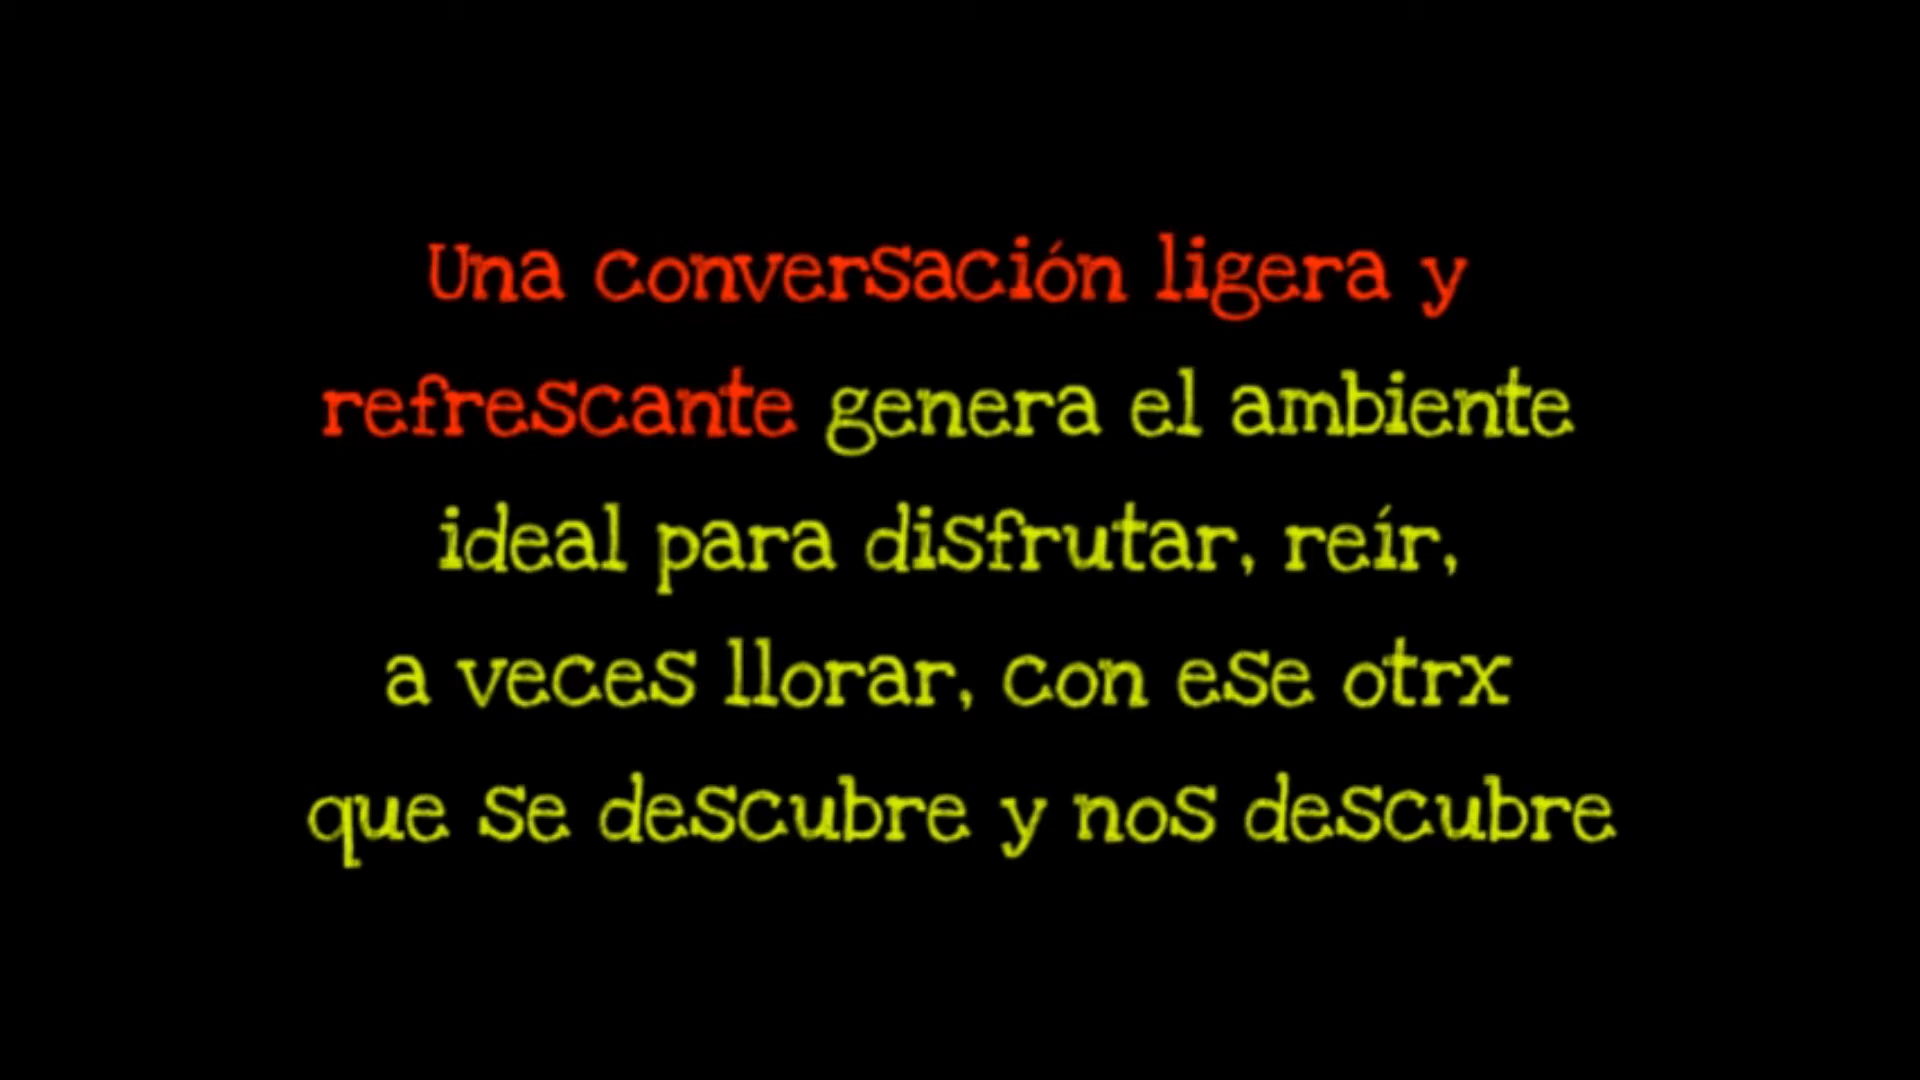 Una conversación ligera y
refrescante genera el ambiente
ideal para disfrutar, reír,
a veces llorar, con ese otrx
que se descubre y nos descubre